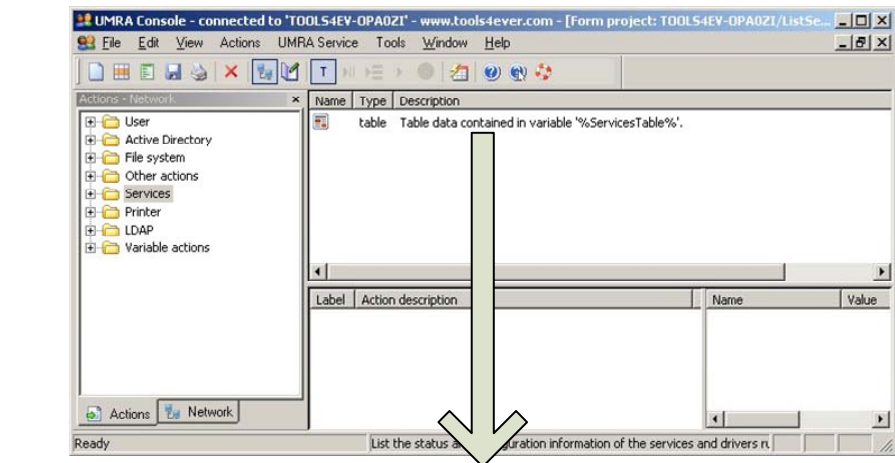 UMRA Console - connected to 'TOOLS4EV-OPA0ZI' - www.tools4ever.com - [Form project: TOOLS4EV-OPA0ZI/ListSe...
File Edit View Actions UMRA Service Tools Window Help
Actions - Network
User
Active Directory
File system
Other actions
Services
Printer
LDAP
Variable actions
Actions Network
Name Type Description
table Table data contained in variable '%ServicesTable%'.
Label Action description
Name Value
Ready
List the status information of the services and drivers